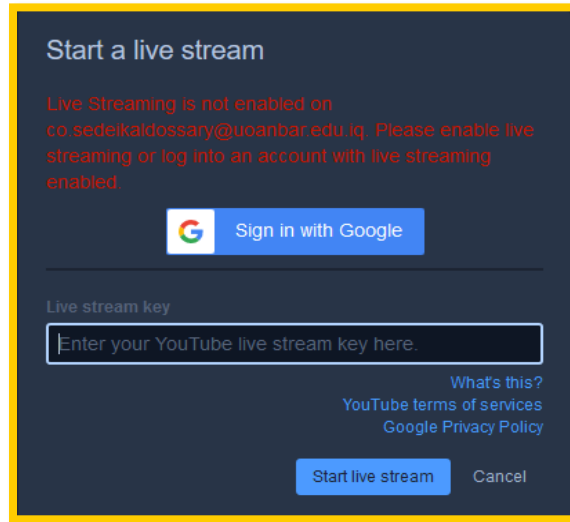 Start a live stream
Live Streaming is not enabled on
co.sedeikaldossary@uoanbar.edu.iq. Please enable live
streaming or log into an account with live streaming
enabled.
Sign in with Google
Live stream key
Enter your YouTube live stream key here.
What's this?
YouTube terms of services
Google Privacy Policy
Start live stream
Cancel